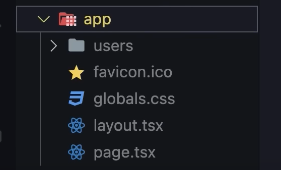 app
users
favicon.ico
globals.css
layout.tsx
page.tsx